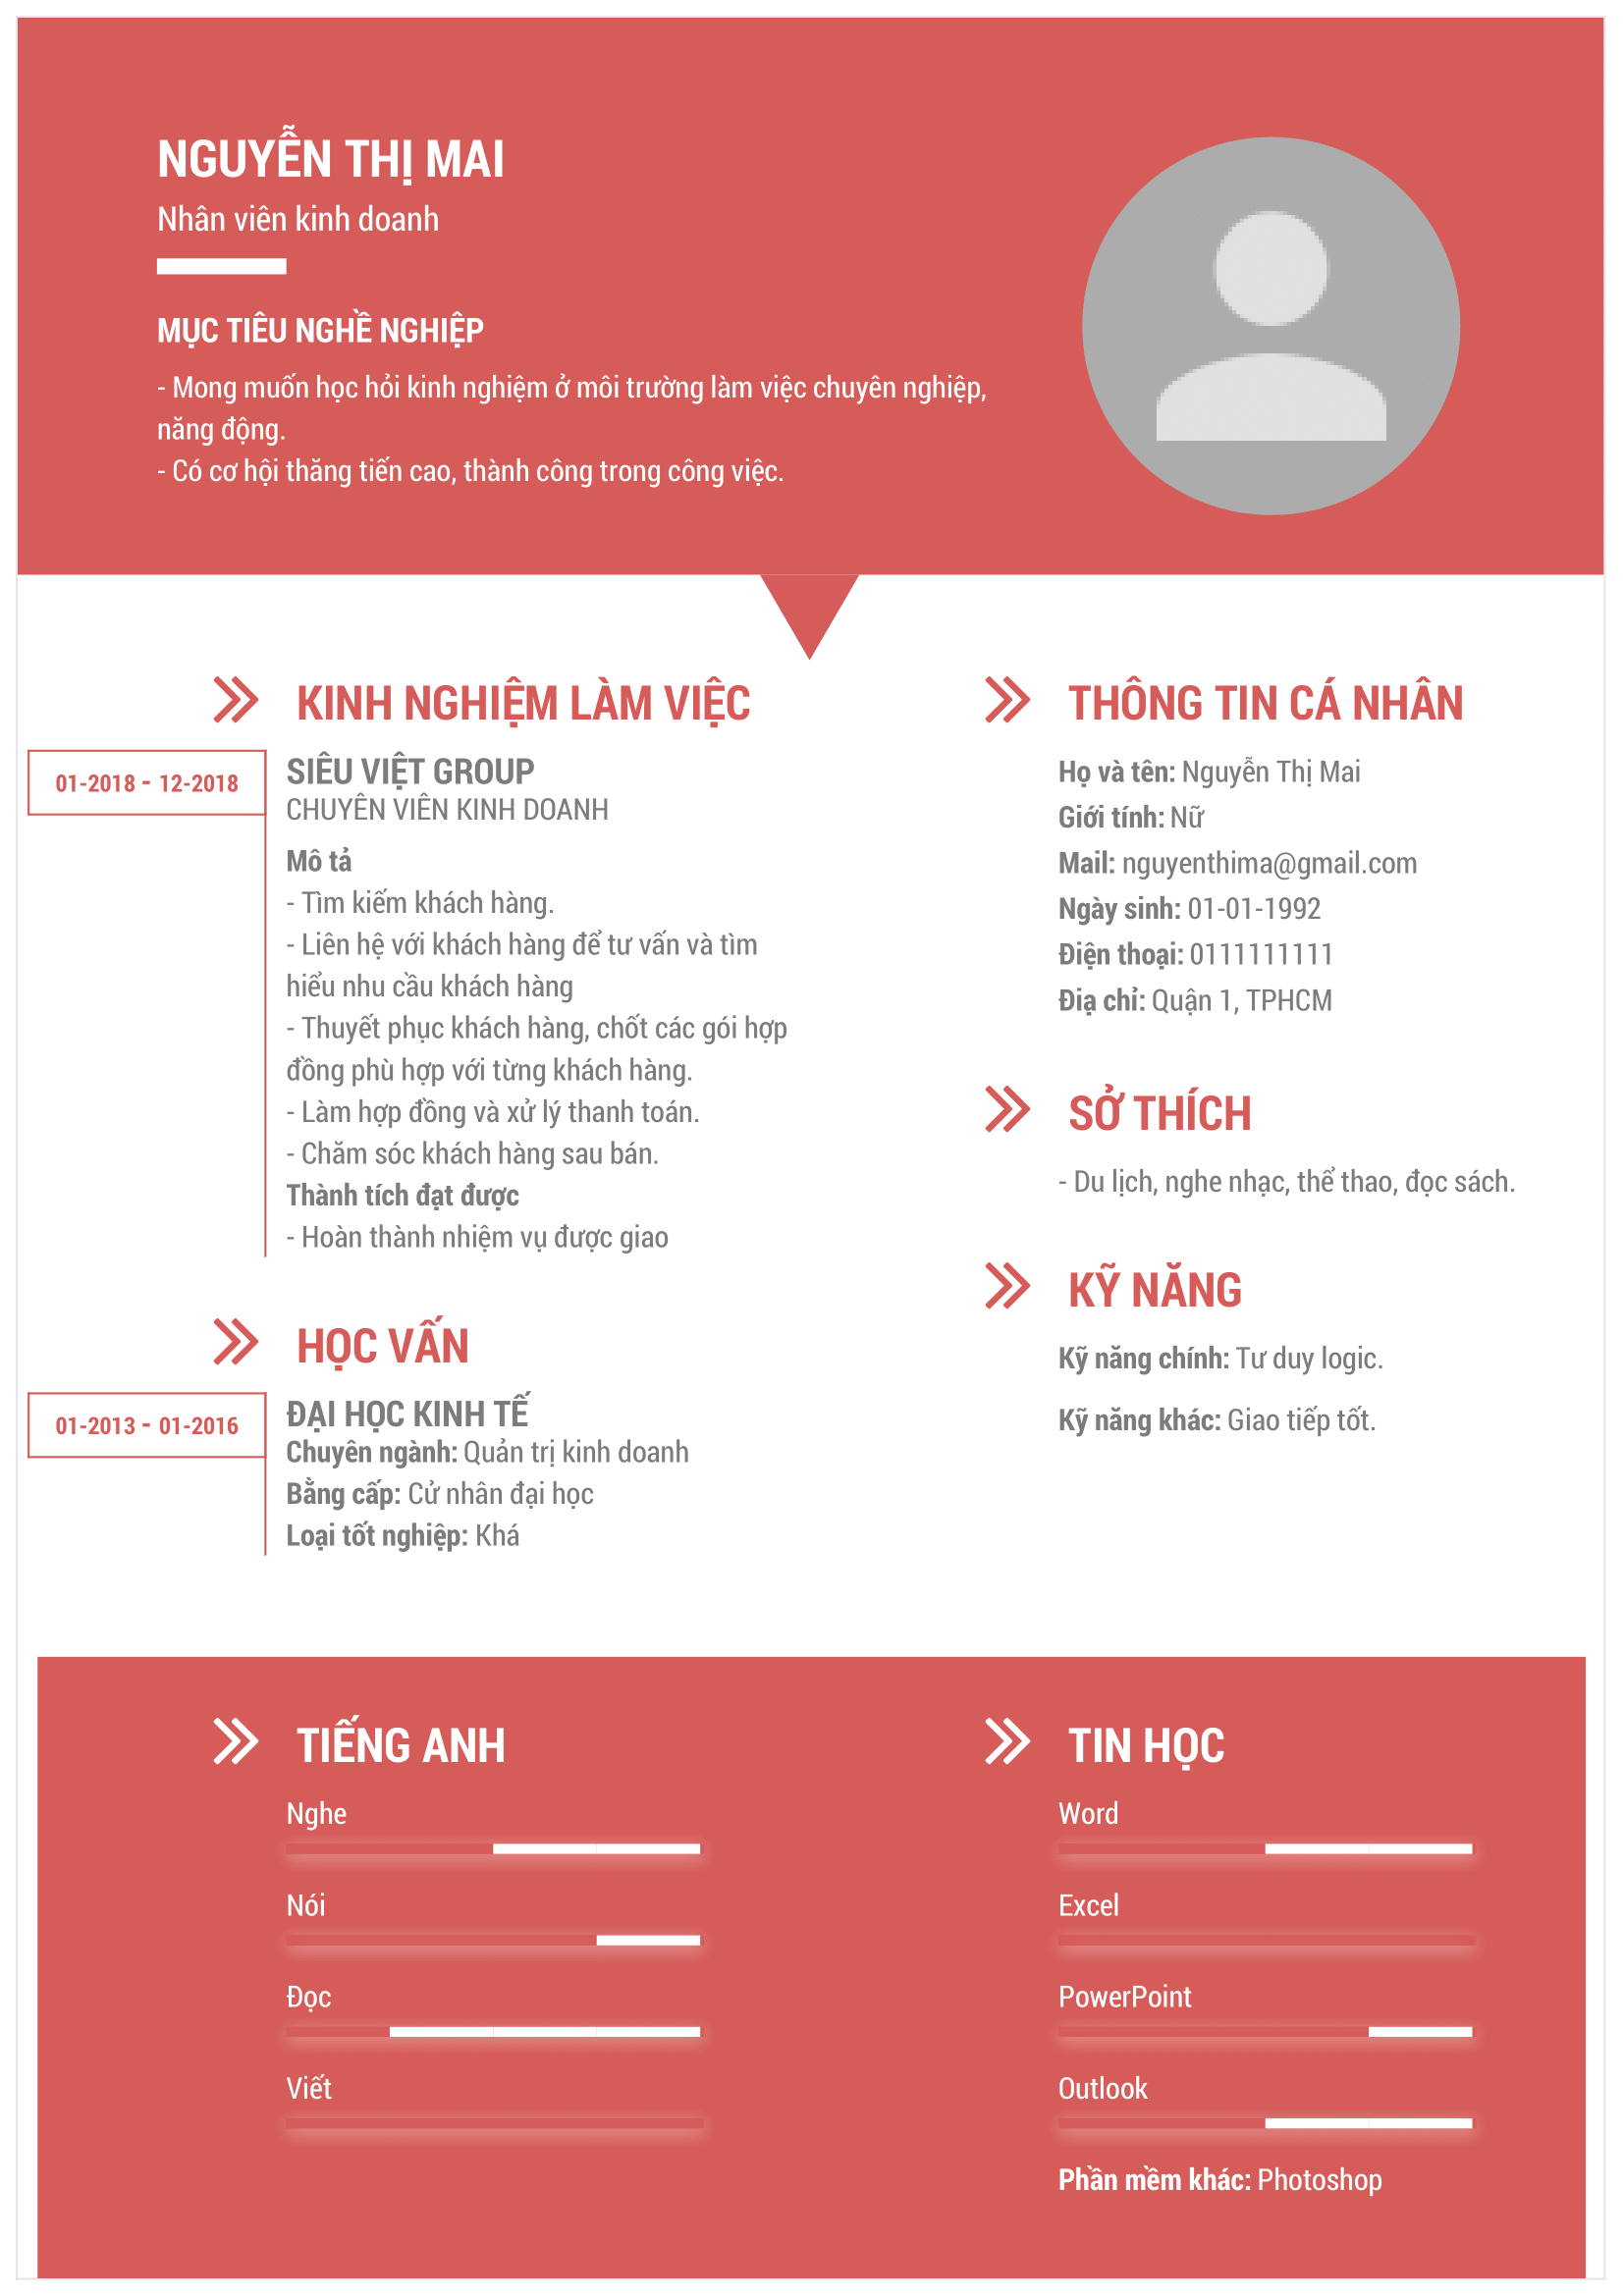 NGUYỄN THỊ MAI
Nhân viên kinh doanh
MỤC TIÊU NGHỀ NGHIỆP
- Mong muốn học hỏi kinh nghiệm ở môi trường làm việc chuyên nghiệp,
năng động.
- Có cơ hội thăng tiến cao, thành công trong công việc.
KINH NGHIỆM LÀM VIỆC
01-2018 - 12-2018
SIÊU VIỆT GROUP
CHUYÊN VIÊN KINH DOANH
Mô tả
- Tìm kiếm khách hàng.
- Liên hệ với khách hàng để tư vấn và tìm
hiểu nhu cầu khách hàng
- Thuyết phục khách hàng, chốt các gói hợp
đồng phù hợp với từng khách hàng.
- Làm hợp đồng và xử lý thanh toán.
- Chăm sóc khách hàng sau bán.
Thành tích đạt được
- Hoàn thành nhiệm vụ được giao
HỌC VẤN
01-2013 - 01-2016
ĐẠI HỌC KINH TẾ
Chuyên ngành: Quản trị kinh doanh
Bằng cấp: Cử nhân đại học
Loại tốt nghiệp: Khá
THÔNG TIN CÁ NHÂN
Họ và tên: Nguyễn Thị Mai
Giới tính: Nữ
Mail: nguyenthima@gmail.com
Ngày sinh: 01-01-1992
Điện thoại: 0111111111
Địa chỉ: Quận 1, TPHCM
SỞ THÍCH
- Du lịch, nghe nhạc, thể thao, đọc sách.
KỸ NĂNG
Kỹ năng chính: Tư duy logic.
Kỹ năng khác: Giao tiếp tốt.
TIẾNG ANH
Nghe
Nói
Đọc
Viết
TIN HỌC
Word
Excel
PowerPoint
Outlook
Phần mềm khác: Photoshop